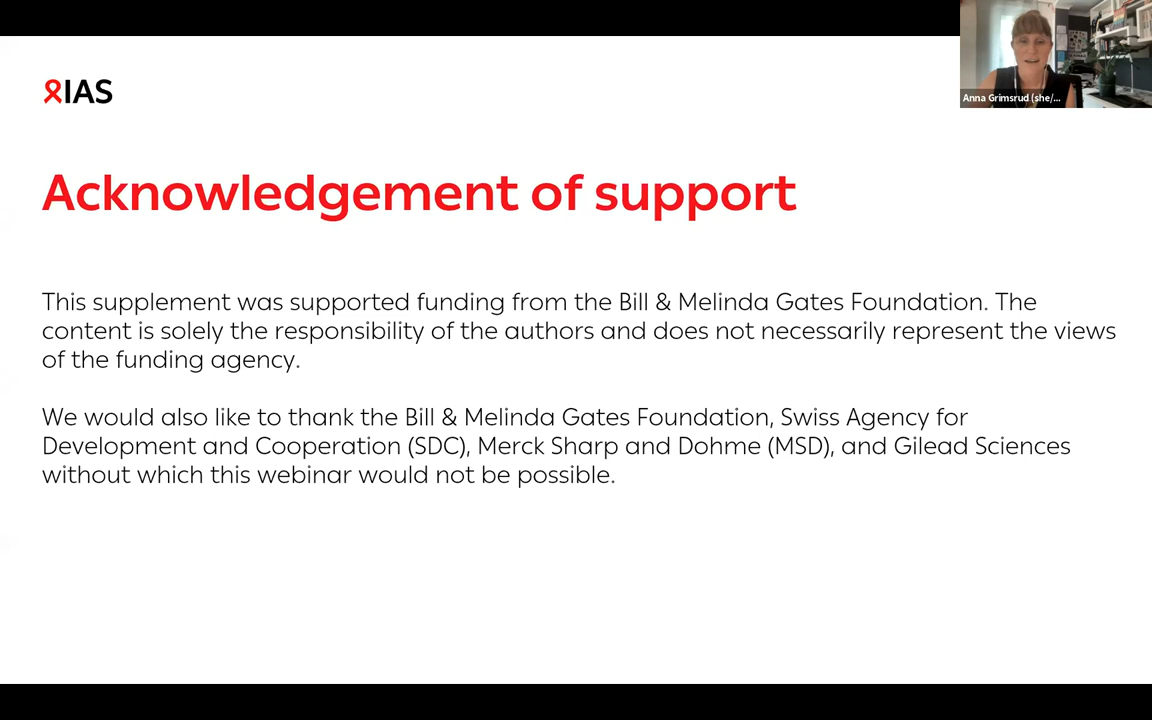 IAS
Anna Grimsrud (she/...
Acknowledgement of support
This supplement was supported funding from the Bill & Melinda Gates Foundation. The
content is solely the responsibility of the authors and does not necessarily represent the views
of the funding agency.
We would also like to thank the Bill & Melinda Gates Foundation, Swiss Agency for
Development and Cooperation (SDC), Merck Sharp and Dohme (MSD), and Gilead Sciences
without which this webinar would not be possible.